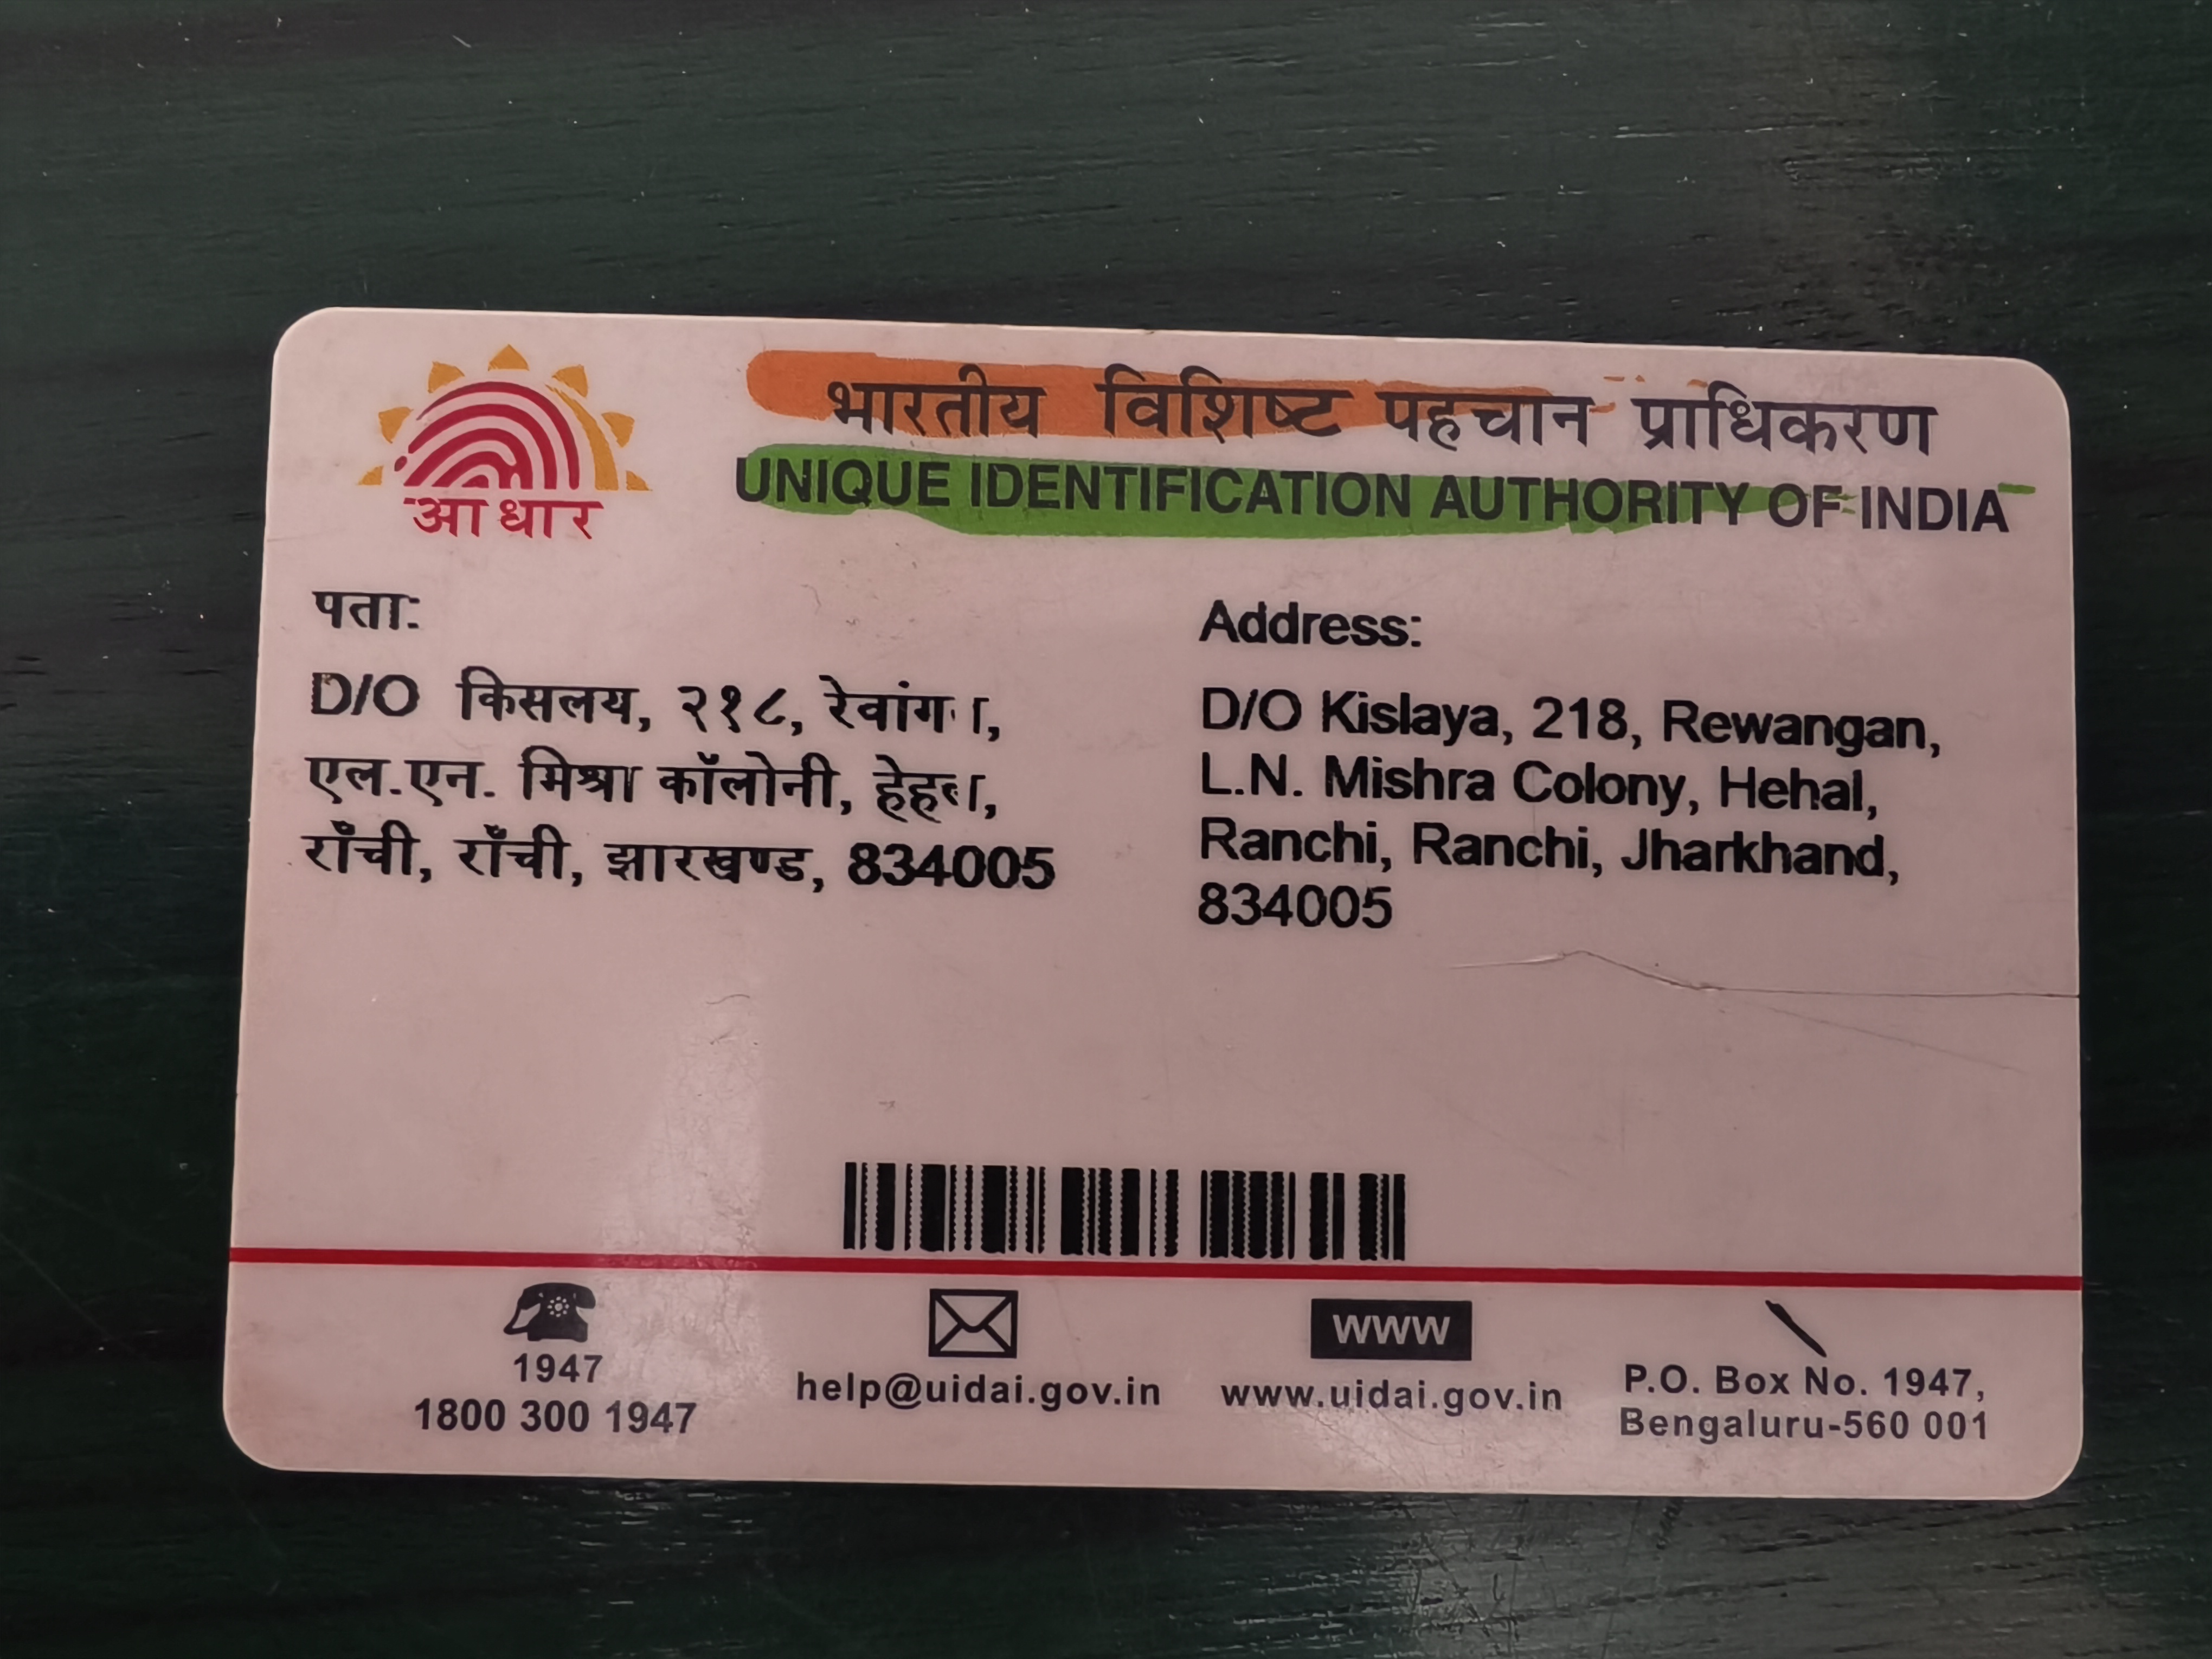 भारतीय विशिष्ट पहचान प्राधिकरण
UNIQUE IDENTIFICATION AUTHORITY OF INDIA
आधार
पता:
D/O किसलय, २१८,
एल.एन. मिश्रा कॉलोनी,
राँची, राँची, झारखण्ड, 834005
Address:
D/O Kislaya, 218, Rewangan,
L.N. Mishra Colony, Hehal,
Ranchi, Ranchi, Jharkhand,
834005
1947
1800 300 1947
help@uidai.gov.in
www
www.uidai.gov.in
P.O. Box No. 1947,
Bengaluru-560 001